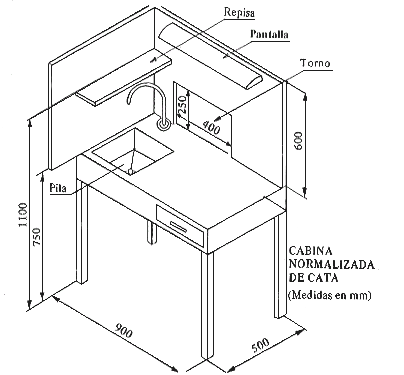 Repisa
Pantalla
Torno
250
400
600
Pila
1100
750
CABINA
NORMALIZADA
DE CATA
(Medidas en mm)
900
500